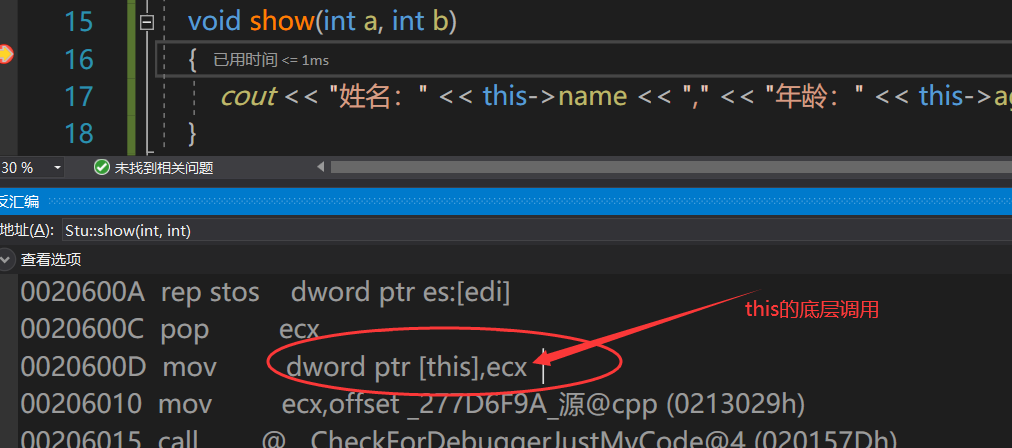 15 void show(int a, int b)
16 { 已用时间 <= 1ms
17 cout << "姓名：" << this->name << "," << "年龄：" << this->ag
18 }
30 % 未找到相关问题
反汇编
地址(A): Stu::show(int, int)
查看选项
0020600A rep stos dword ptr es:[edi]
0020600C pop ecx
0020600D mov dword ptr [this],ecx
this的底层调用
00206010 mov ecx,offset _277D6F9A_源@cpp (0213029h)
00206015 call @__CheckForDebuggerJustMyCode@4 (020157Dh)